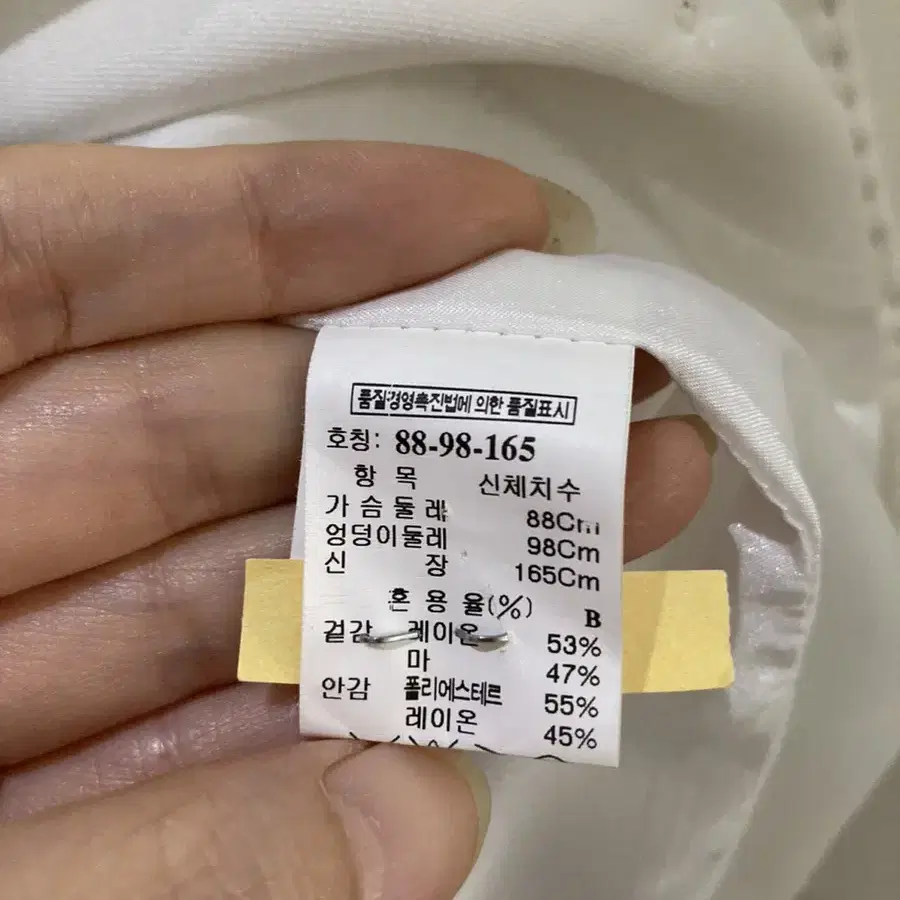 품질경영촉진법에 의한 품질표시
호칭: 88-98-165
항 목 신체치수
가슴둘레 88Cm
엉덩이둘레 98Cm
신 장 165Cm
혼용율(%) B
겉감 레이온 53%
마 47%
안감 폴리에스테르 55%
레이온 45%